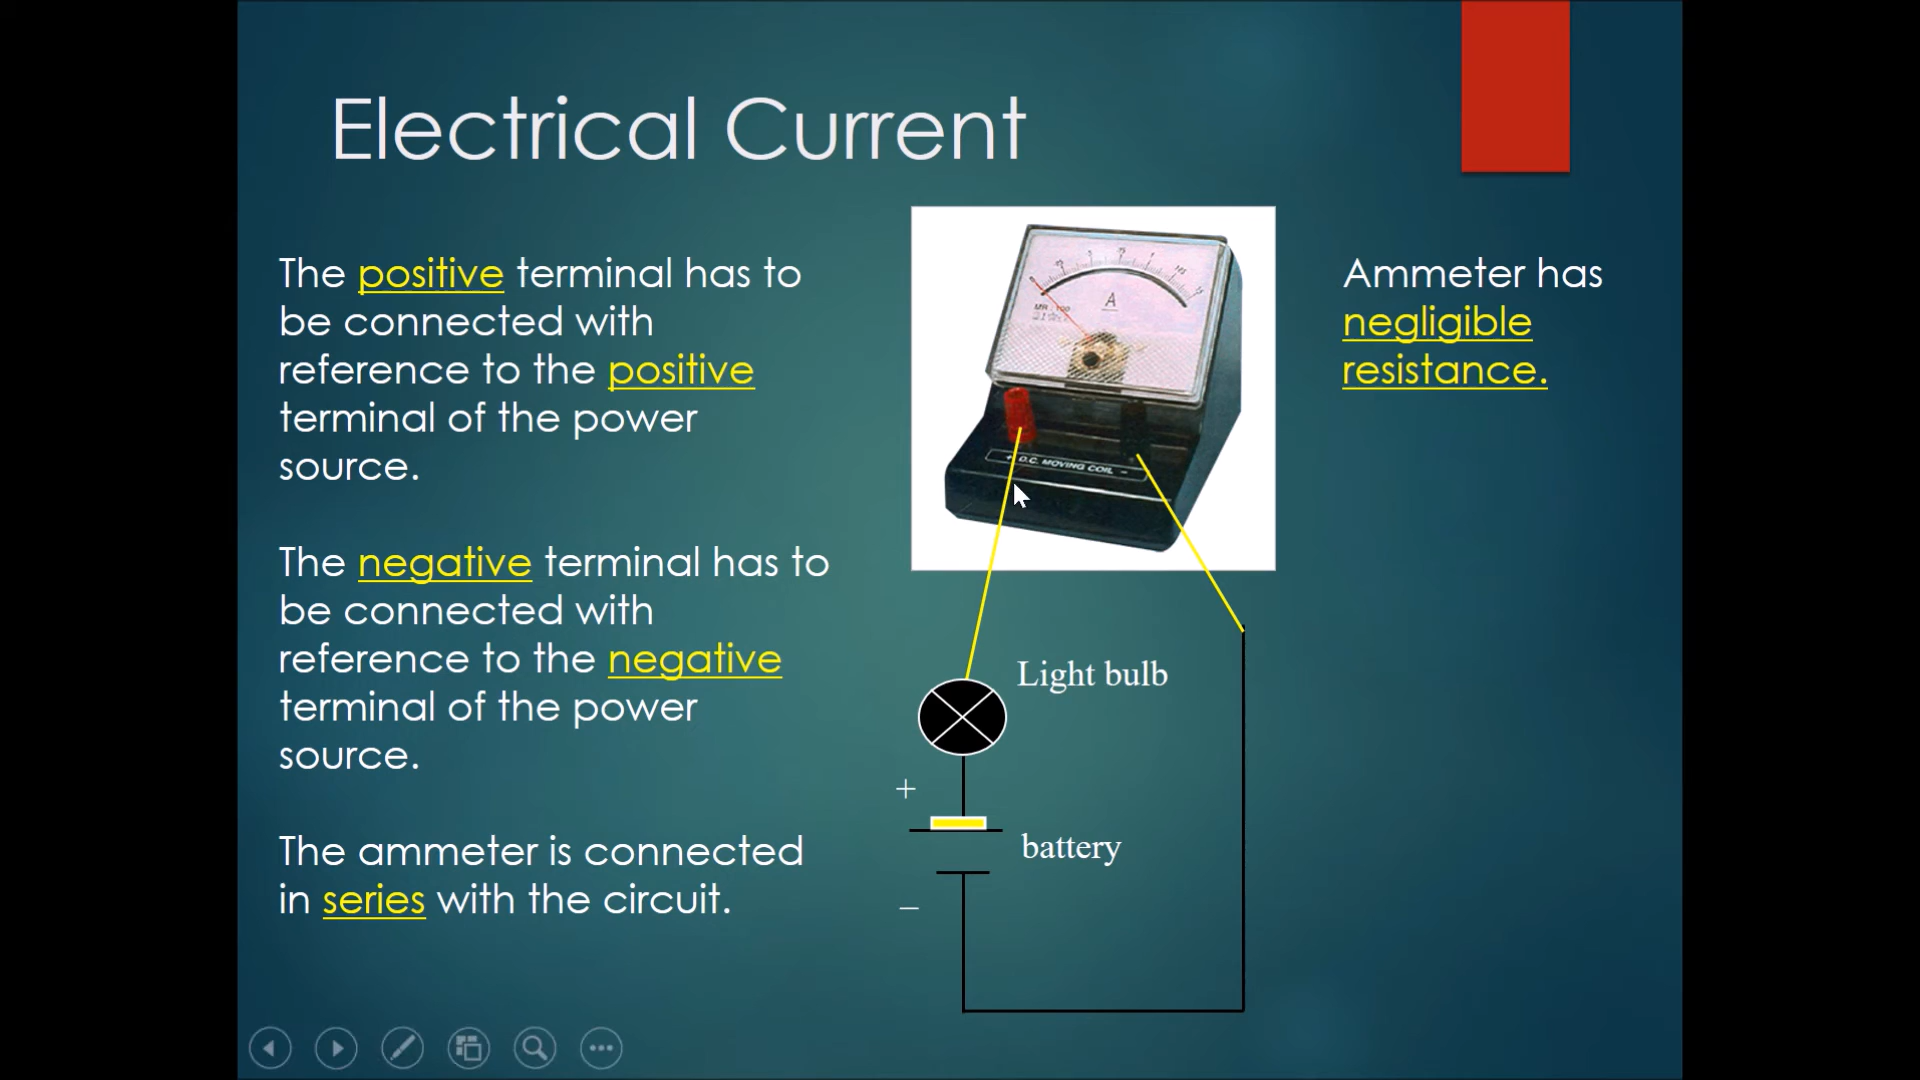 Electrical Current
The positive terminal has to
be connected with
reference to the positive
terminal of the power
source.
The negative terminal has to
be connected with
reference to the negative
terminal of the power
source.
The ammeter is connected
in series with the circuit.
A
+ D.C. MOVING COIL −
Light bulb
+
battery
–
Ammeter has
negligible
resistance.